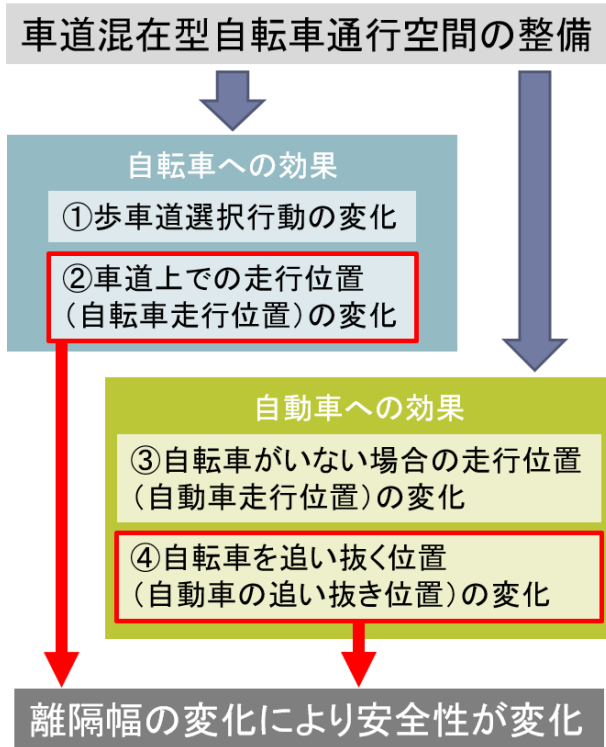 車道混在型自転車通行空間の整備
自転車への効果
①歩車道選択行動の変化
②車道上での走行位置
（自転車走行位置）の変化
自動車への効果
③自転車がいない場合の走行位置
（自動車走行位置）の変化
④自転車を追い抜く位置
（自動車の追い抜き位置）の変化
離隔幅の変化により安全性が変化